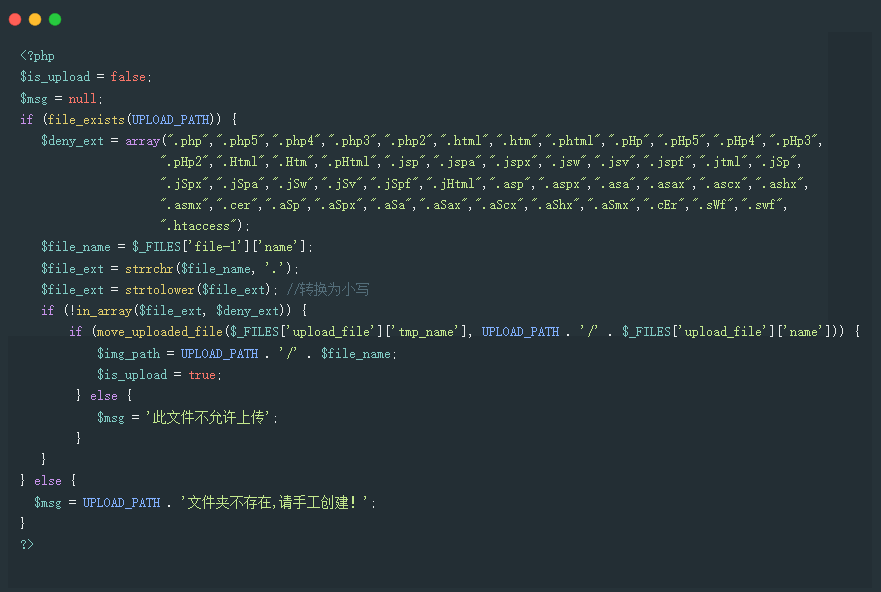 <?php
$is_upload = false;
$msg = null;
if (file_exists(UPLOAD_PATH)) {
$deny_ext = array(".php",".php5",".php4",".php3",".php2",".html",".htm",".phtml",".pHp",".pHp5",".pHp4",".pHp3",
".pHp2",".Html",".Htm",".pHtml",".jsp",".jspa",".jspx",".jsw",".jsv",".jspf",".jtml",".jSp",
".jSpx",".jSpa",".jSw",".jSv",".jSpf",".jHtml",".asp",".aspx",".asa",".asax",".ascx",".ashx",
".asmx",".cer",".aSp",".aSpx",".aSa",".aSax",".aScx",".aShx",".aSmx",".cEr",".sWf",".swf",
".htaccess");
$file_name = $_FILES['file-1']['name'];
$file_ext = strrchr($file_name, '.');
$file_ext = strtolower($file_ext); //转换为小写
if (!in_array($file_ext, $deny_ext)) {
if (move_uploaded_file($_FILES['upload_file']['tmp_name'], UPLOAD_PATH . '/' . $_FILES['upload_file']['name'])) {
$img_path = UPLOAD_PATH . '/' . $file_name;
$is_upload = true;
} else {
$msg = '此文件不允许上传';
}
}
} else {
$msg = UPLOAD_PATH . '文件夹不存在,请手工创建！';
}
?>